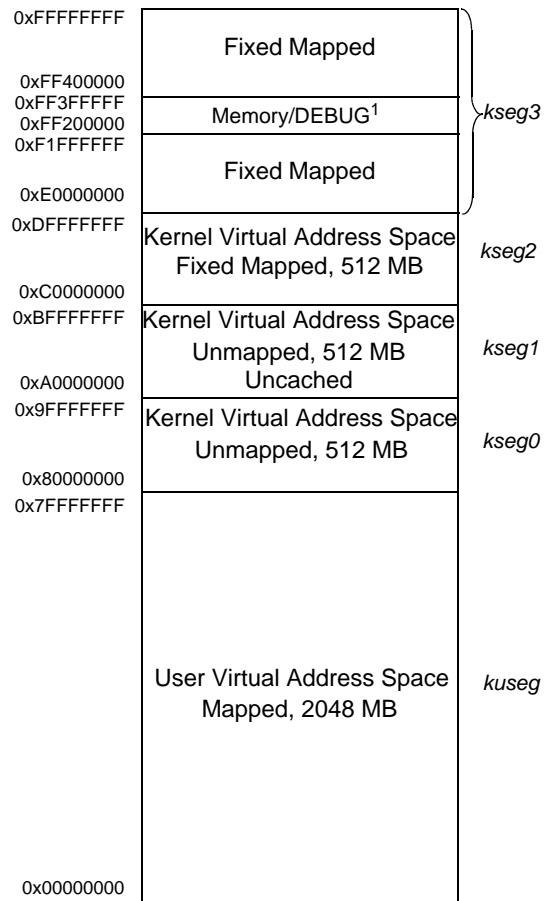 0xFFFFFFFF
Fixed Mapped
0xFF400000
0xFF3FFFFF
Memory/DEBUG1
kseg3
0xFF200000
0xF1FFFFFF
Fixed Mapped
0xE0000000
0xDFFFFFFF
Kernel Virtual Address Space
Fixed Mapped, 512 MB
kseg2
0xC0000000
0xBFFFFFFF
Kernel Virtual Address Space
Unmapped, 512 MB
Uncached
kseg1
0xA0000000
0x9FFFFFFF
Kernel Virtual Address Space
Unmapped, 512 MB
kseg0
0x80000000
0x7FFFFFFF
User Virtual Address Space
Mapped, 2048 MB
kuseg
0x00000000